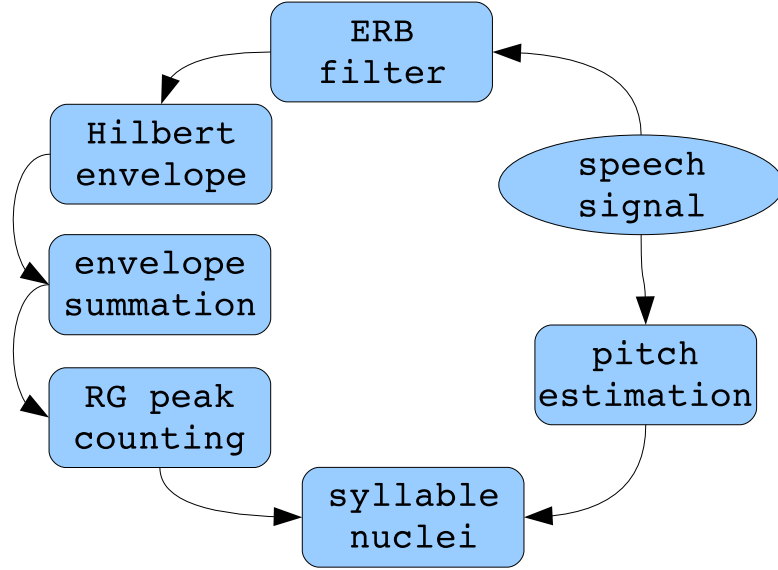 ERB
filter
Hilbert
envelope
speech
signal
envelope
summation
pitch
estimation
RG peak
counting
syllable
nuclei